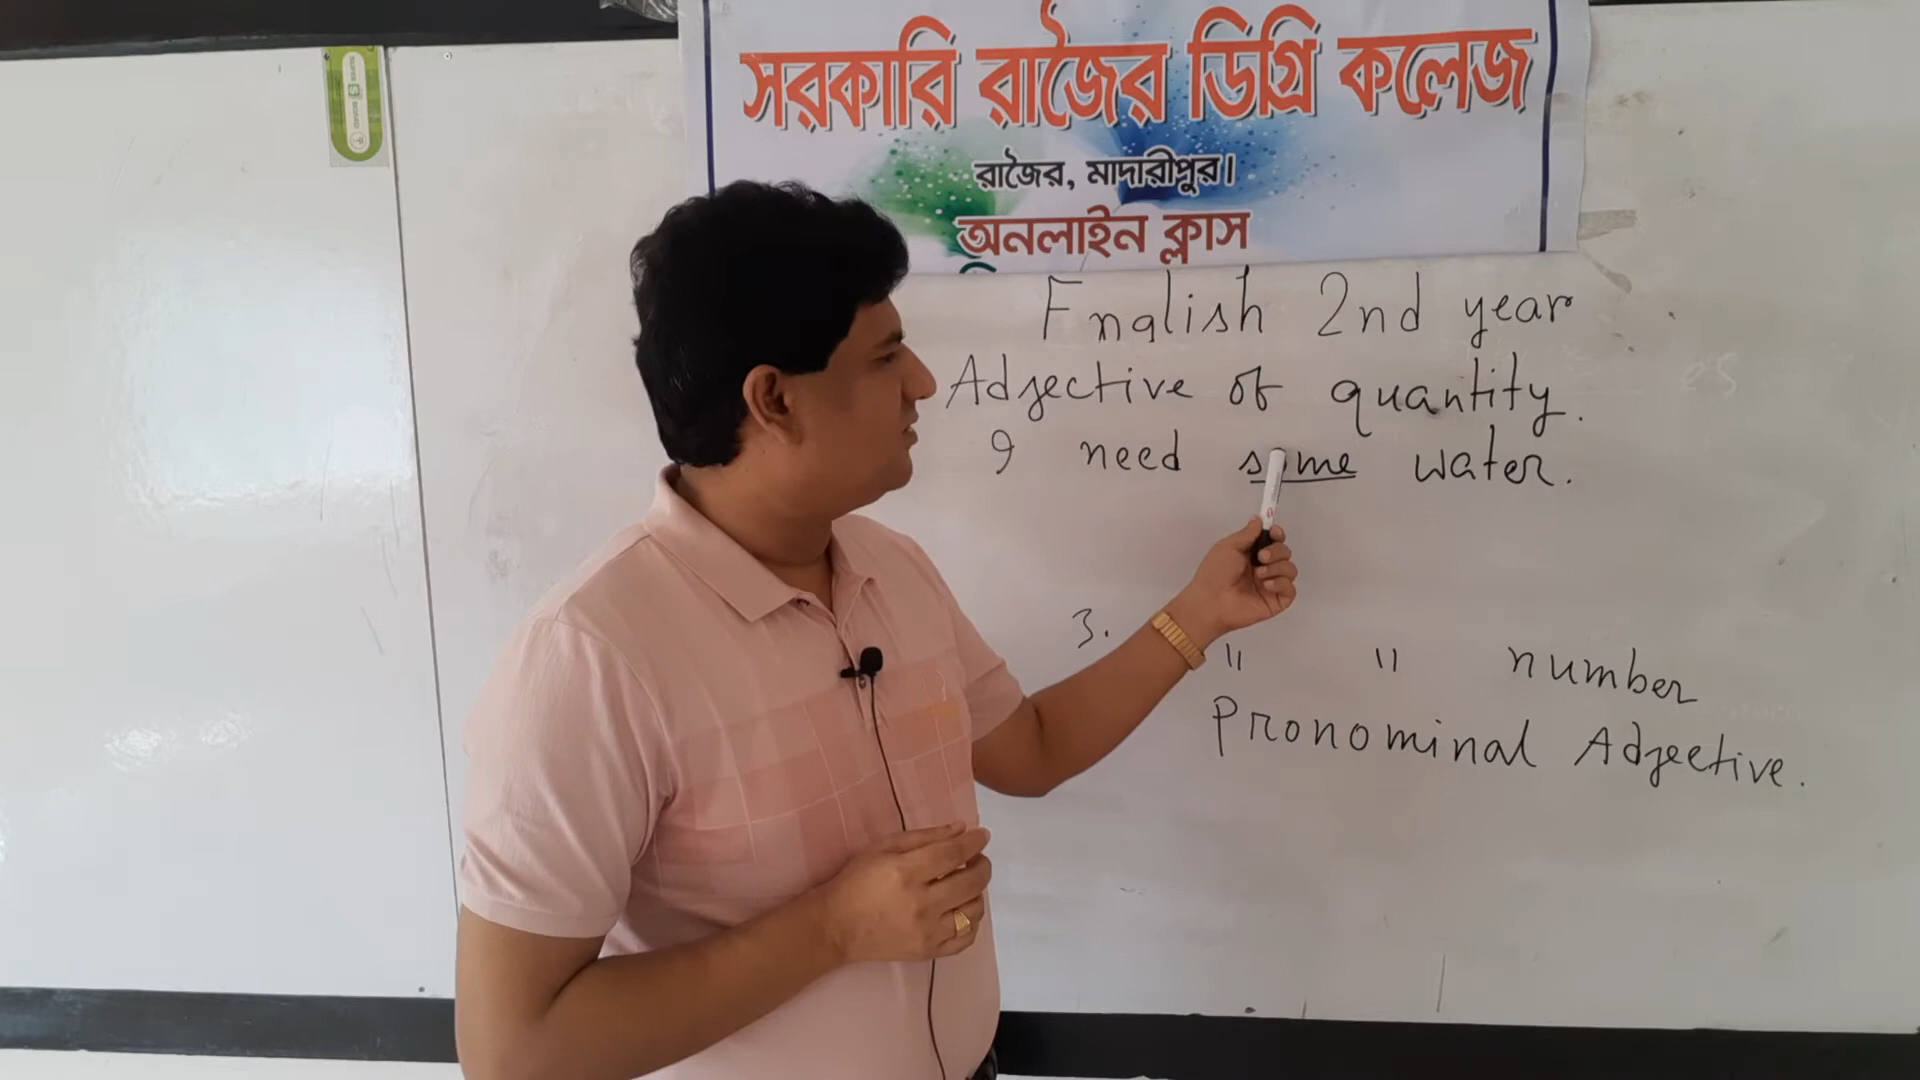 সরকারি রাজৈর ডিগ্রি কলেজ
রাজৈর, মাদারীপুর।
অনলাইন ক্লাস
English 2nd year
Adjective of quantity.
I need some water.
3. " " number
Pronominal Adjective.